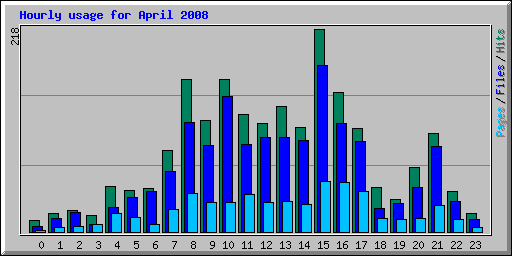 Hourly usage for April 2008
218
Pages / Files / Hits
0 1 2 3 4 5 6 7 8 9 10 11 12 13 14 15 16 17 18 19 20 21 22 23